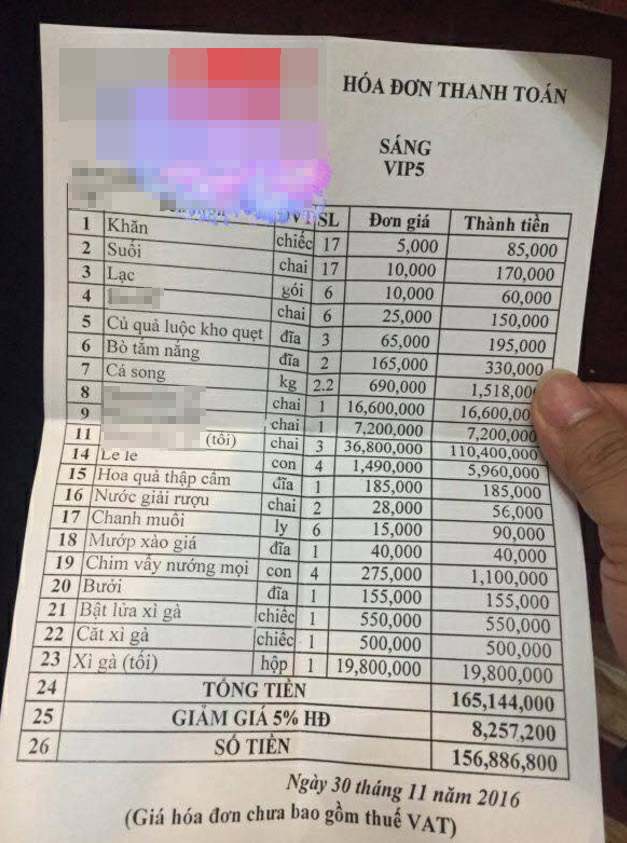 HÓA ĐƠN THANH TOÁN
SÁNG
VIP5
ĐVT SL Đơn giá Thành tiền
1 Khăn chiếc 17 5,000 85,000
2 Suối chai 17 10,000 170,000
3 Lạc gói 6 10,000 60,000
4 chai 6 25,000 150,000
5 Củ quả luộc kho quẹt đĩa 3 65,000 195,000
6 Bò tắm nắng đĩa 2 165,000 330,000
7 Cá song kg 2.2 690,000 1,518,000
8 chai 1 16,600,000 16,600,000
9 chai 1 7,200,000 7,200,000
11 (tối) chai 3 36,800,000 110,400,000
14 Le le con 4 1,490,000 5,960,000
15 Hoa quả thập cẩm đĩa 1 185,000 185,000
16 Nước giải rượu chai 2 28,000 56,000
17 Chanh muối ly 6 15,000 90,000
18 Mướp xào giá đĩa 1 40,000 40,000
19 Chim vẩy nướng mọi con 4 275,000 1,100,000
20 Bưởi đĩa 1 155,000 155,000
21 Bật lửa xì gà chiếc 1 550,000 550,000
22 Cắt xì gà chiếc 1 500,000 500,000
23 Xì gà (tối) hộp 1 19,800,000 19,800,000
24 TỔNG TIỀN 165,144,000
25 GIẢM GIÁ 5% HĐ 8,257,200
26 SỐ TIỀN 156,886,800
Ngày 30 tháng 11 năm 2016
(Giá hóa đơn chưa bao gồm thuế VAT)